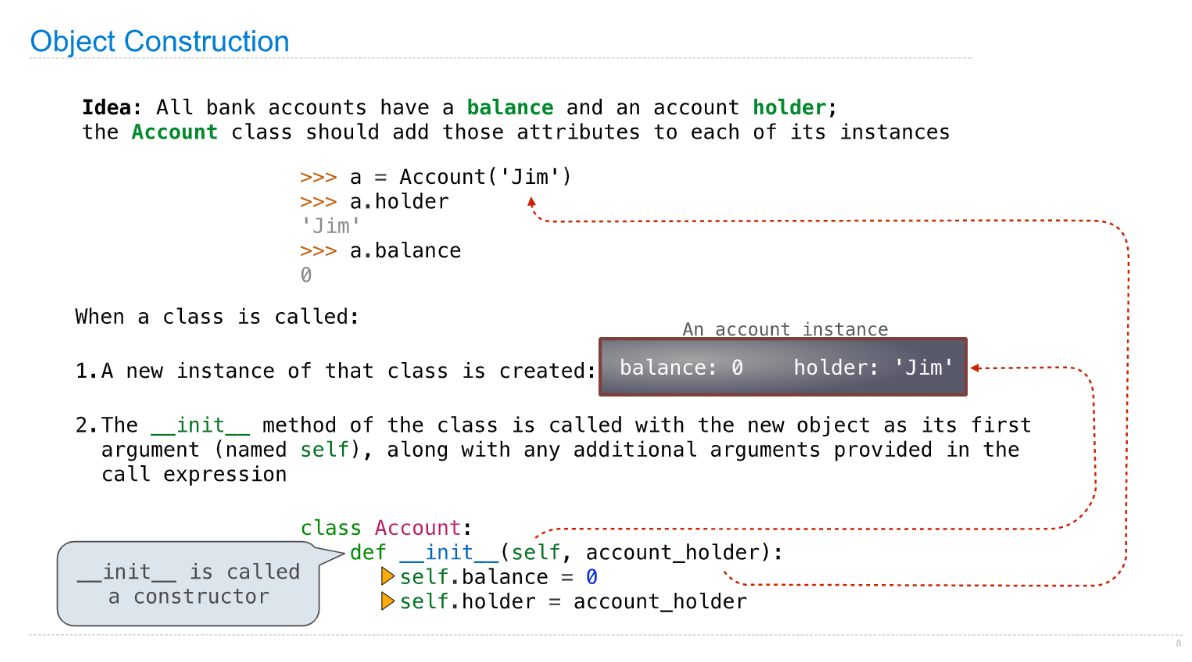 Object Construction
Idea: All bank accounts have a balance and an account holder;
the Account class should add those attributes to each of its instances
>>> a = Account('Jim')
>>> a.holder
'Jim'
>>> a.balance
0
When a class is called:
An account instance
1.A new instance of that class is created:
balance: 0    holder: 'Jim'
2.The __init__ method of the class is called with the new object as its first
argument (named self), along with any additional arguments provided in the
call expression
class Account:
    def __init__(self, account_holder):
        self.balance = 0
        self.holder = account_holder
__init__ is called
a constructor
8